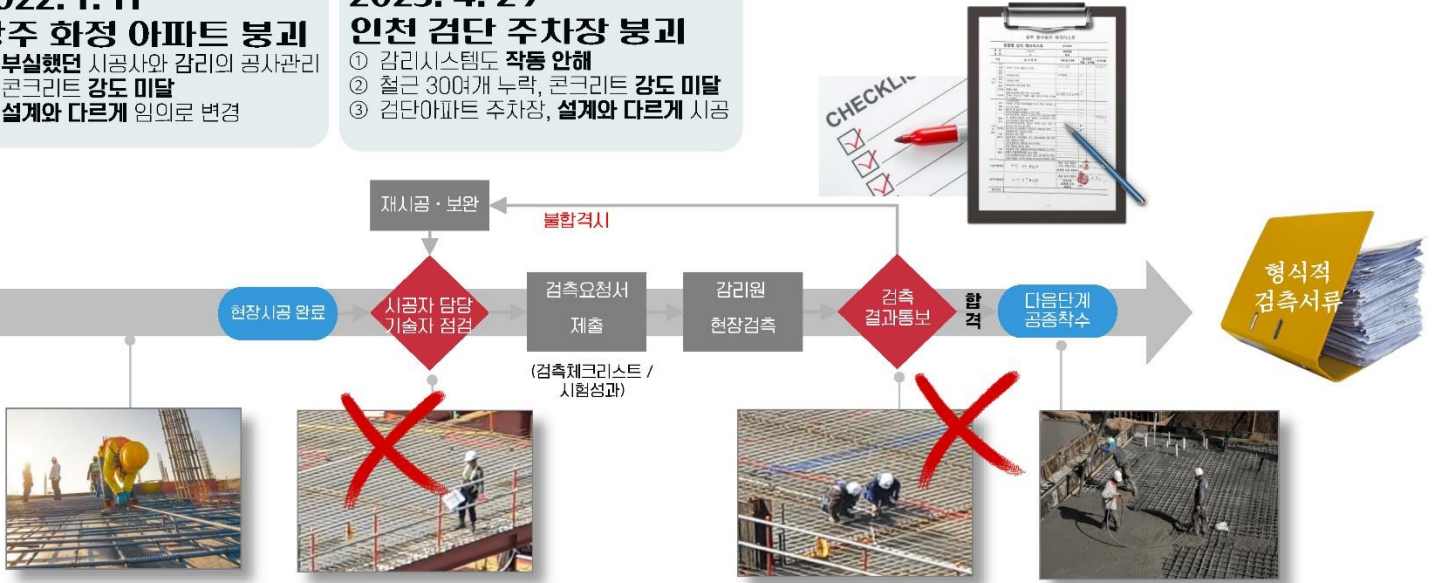 2022. 1. 11
주 화정 아파트 붕괴
부실했던 시공사와 감리의 공사관리
콘크리트 강도 미달
설계와 다르게 임의로 변경
2023. 4. 29
인천 검단 주차장 붕괴
① 감리시스템도 작동 안해
② 철근 30여개 누락, 콘크리트 강도 미달
③ 검단아파트 주차장, 설계와 다르게 시공
CHECKLIS
재시공 · 보완
불합격시
현장시공 완료
시공자 담당
기술자 점검
검측요청서
제출
(검측체크리스트 /
시험성과)
감리원
현장검측
검측
결과통보
합격
다음단계
공종착수
형식적
검측서류